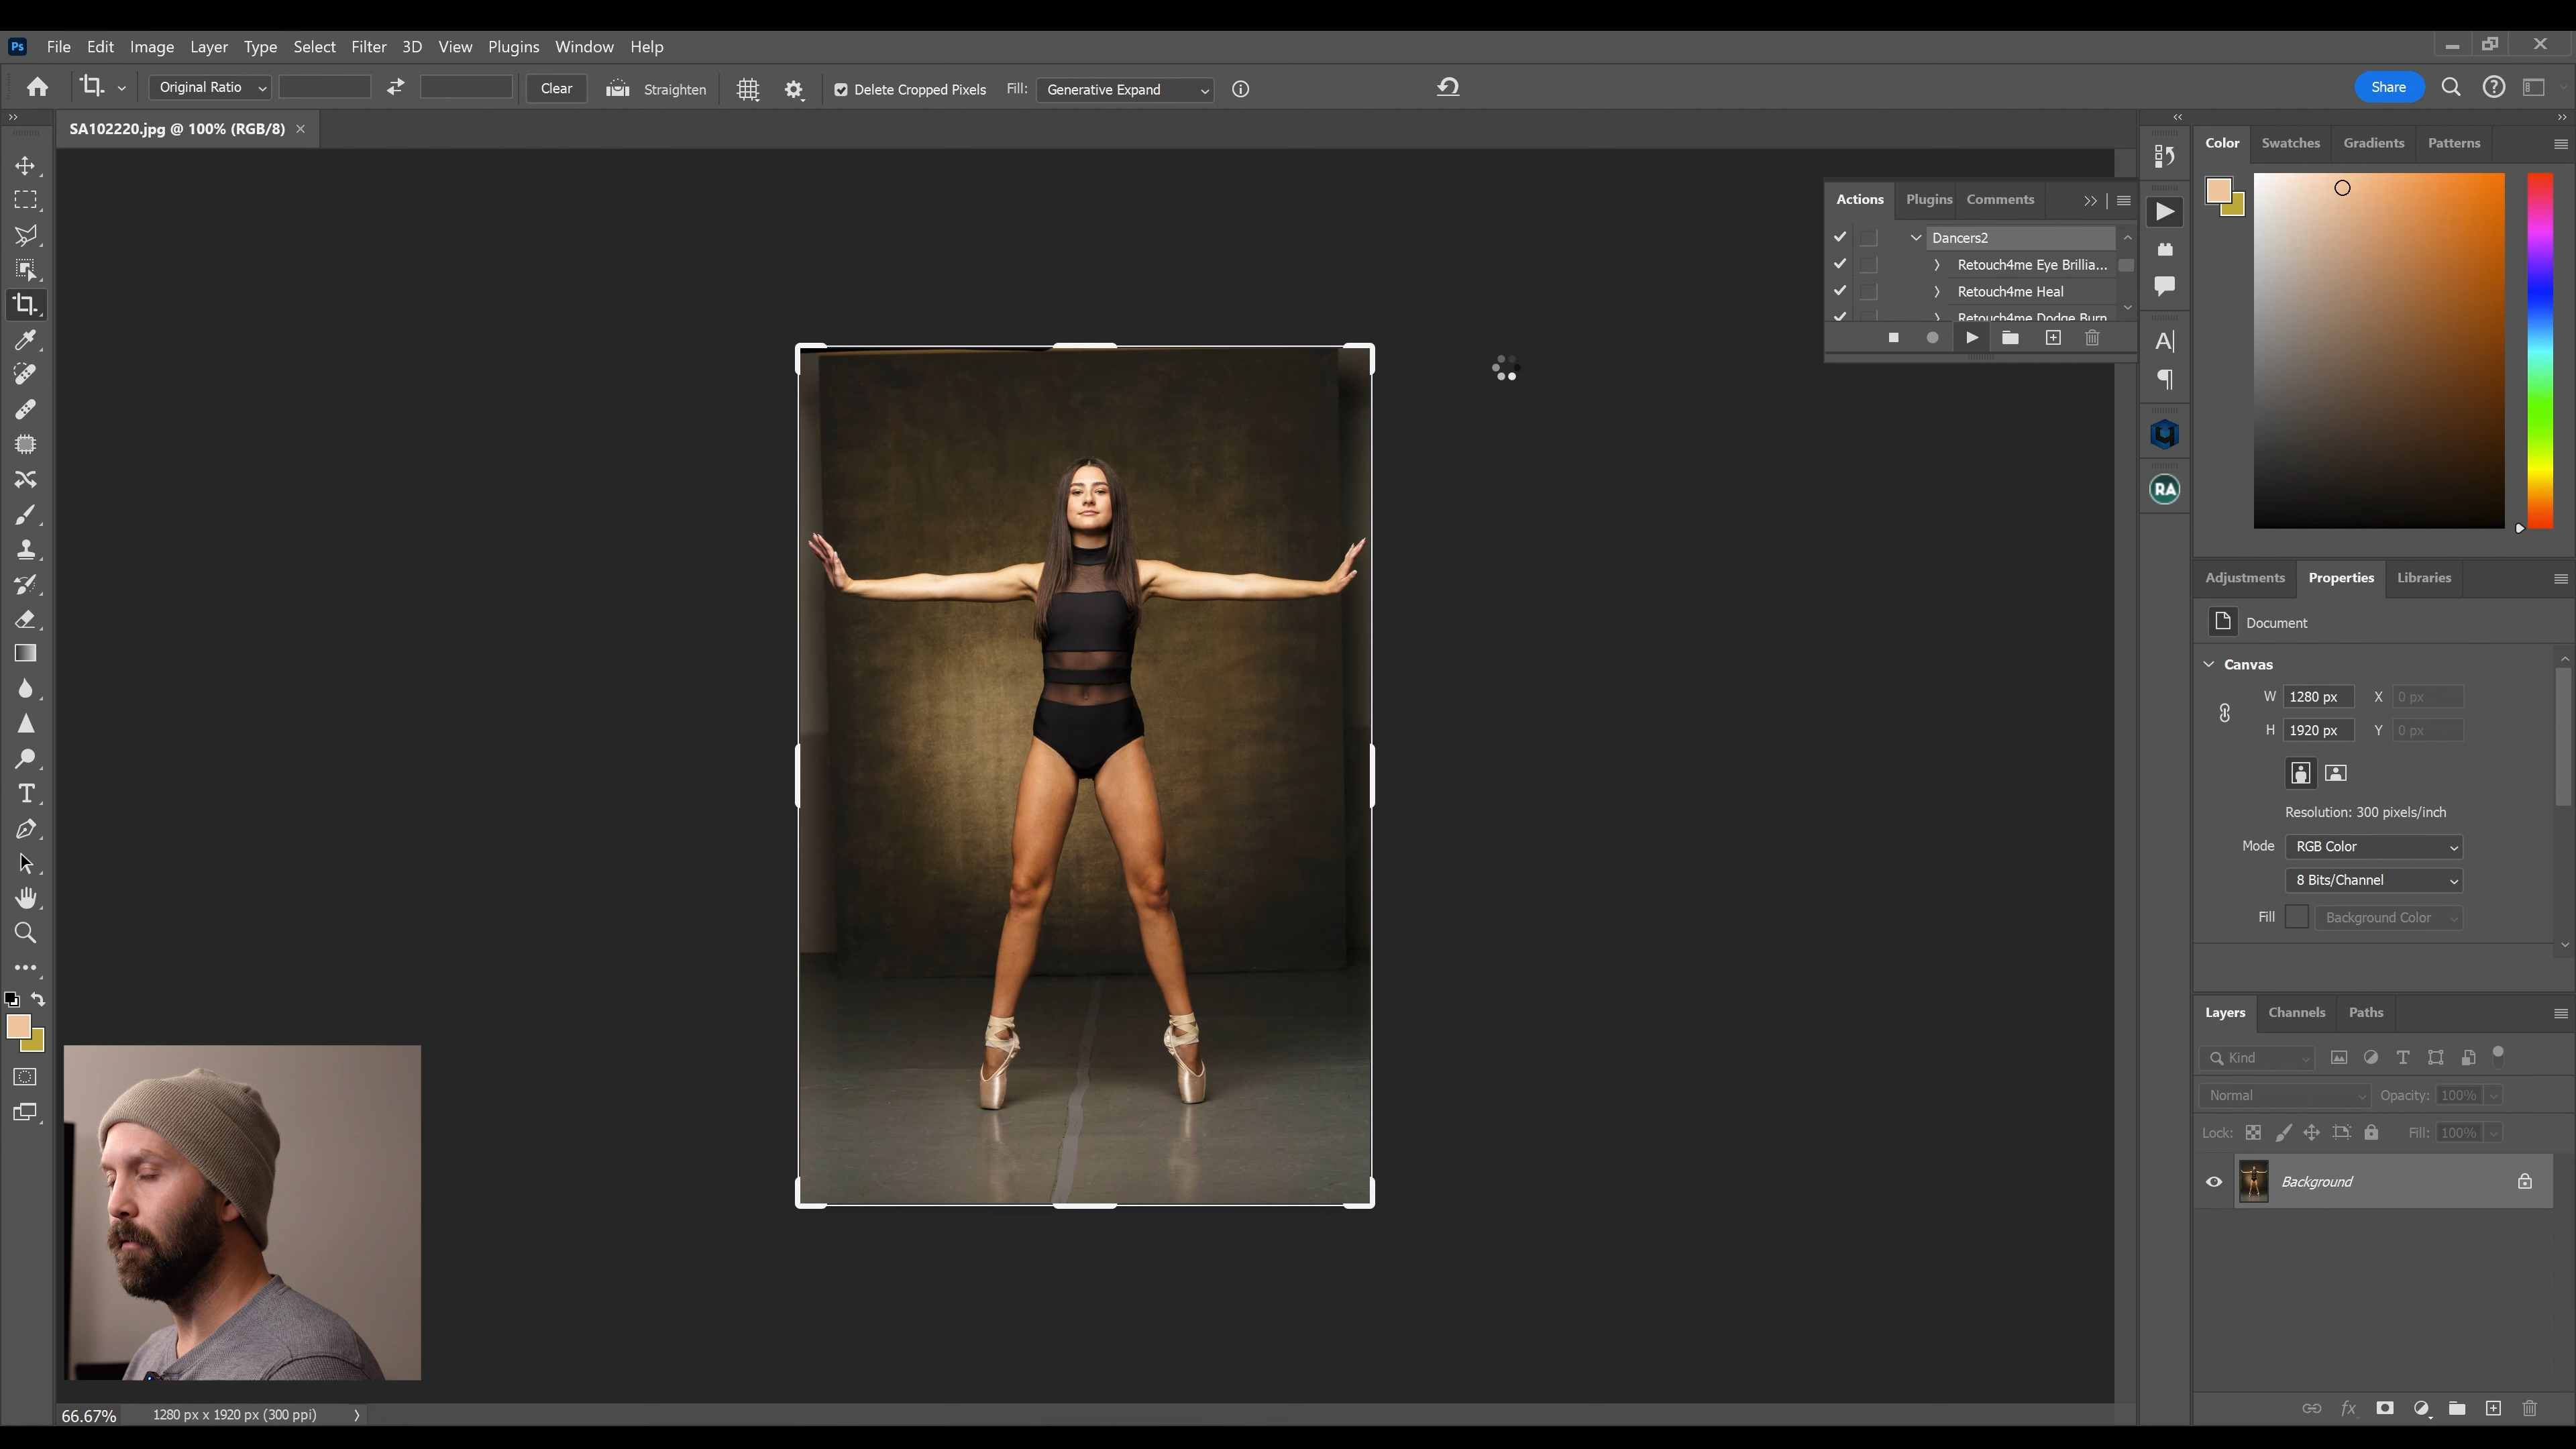 Ps File Edit Image Layer Type Select Filter 3D View Plugins Window Help
Original Ratio Clear Straighten Delete Cropped Pixels Fill: Generative Expand Share
SA102220.jpg @ 100% (RGB/8)
Color Swatches Gradients Patterns
Actions Plugins Comments
Dancers2
Retouch4me Eye Brillia...
Retouch4me Heal
Retouch4me Dodge Burn
RA
Adjustments Properties Libraries
Document
Canvas
W 1280 px X 0 px
H 1920 px Y 0 px
Resolution: 300 pixels/inch
Mode RGB Color
8 Bits/Channel
Fill Background Color
Layers Channels Paths
Kind
Normal Opacity: 100%
Lock: Fill: 100%
Background
66.67% 1280 px x 1920 px (300 ppi)
fx